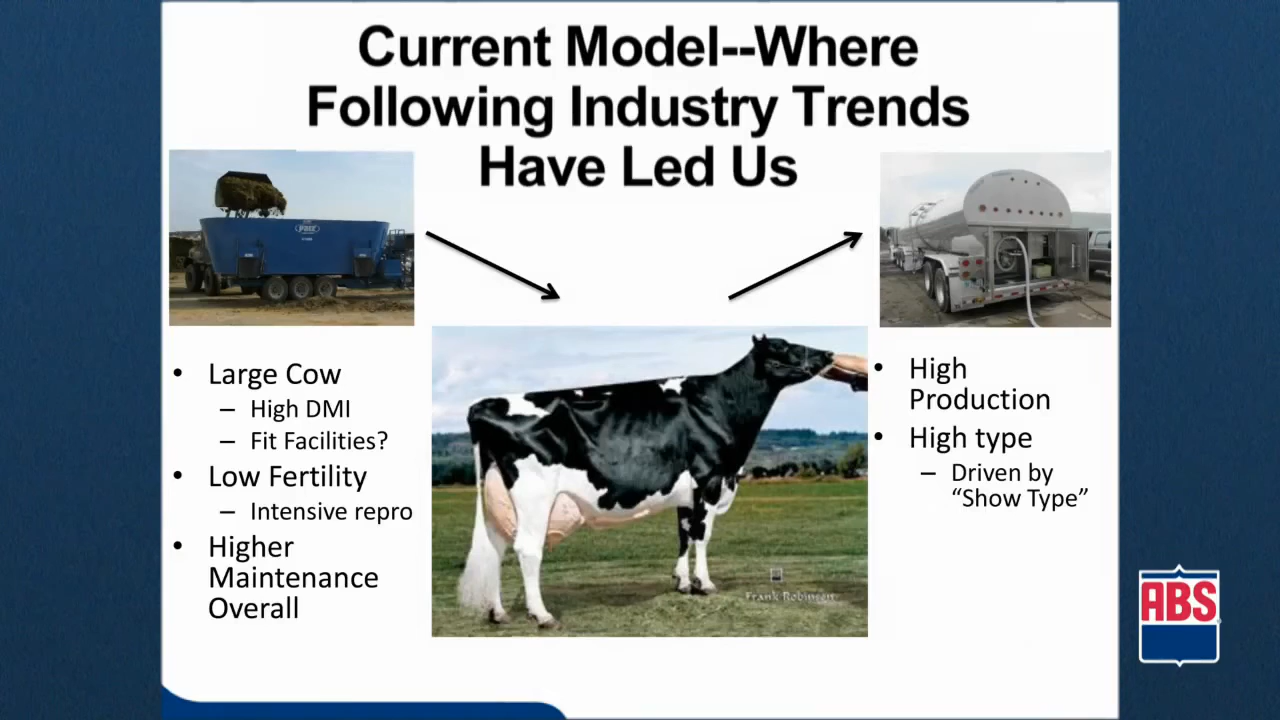 Current Model--Where
Following Industry Trends
Have Led Us
• Large Cow
– High DMI
– Fit Facilities?
• Low Fertility
– Intensive repro
• Higher
Maintenance
Overall
Frank Robinson
• High
Production
• High type
– Driven by
“Show Type”
ABS